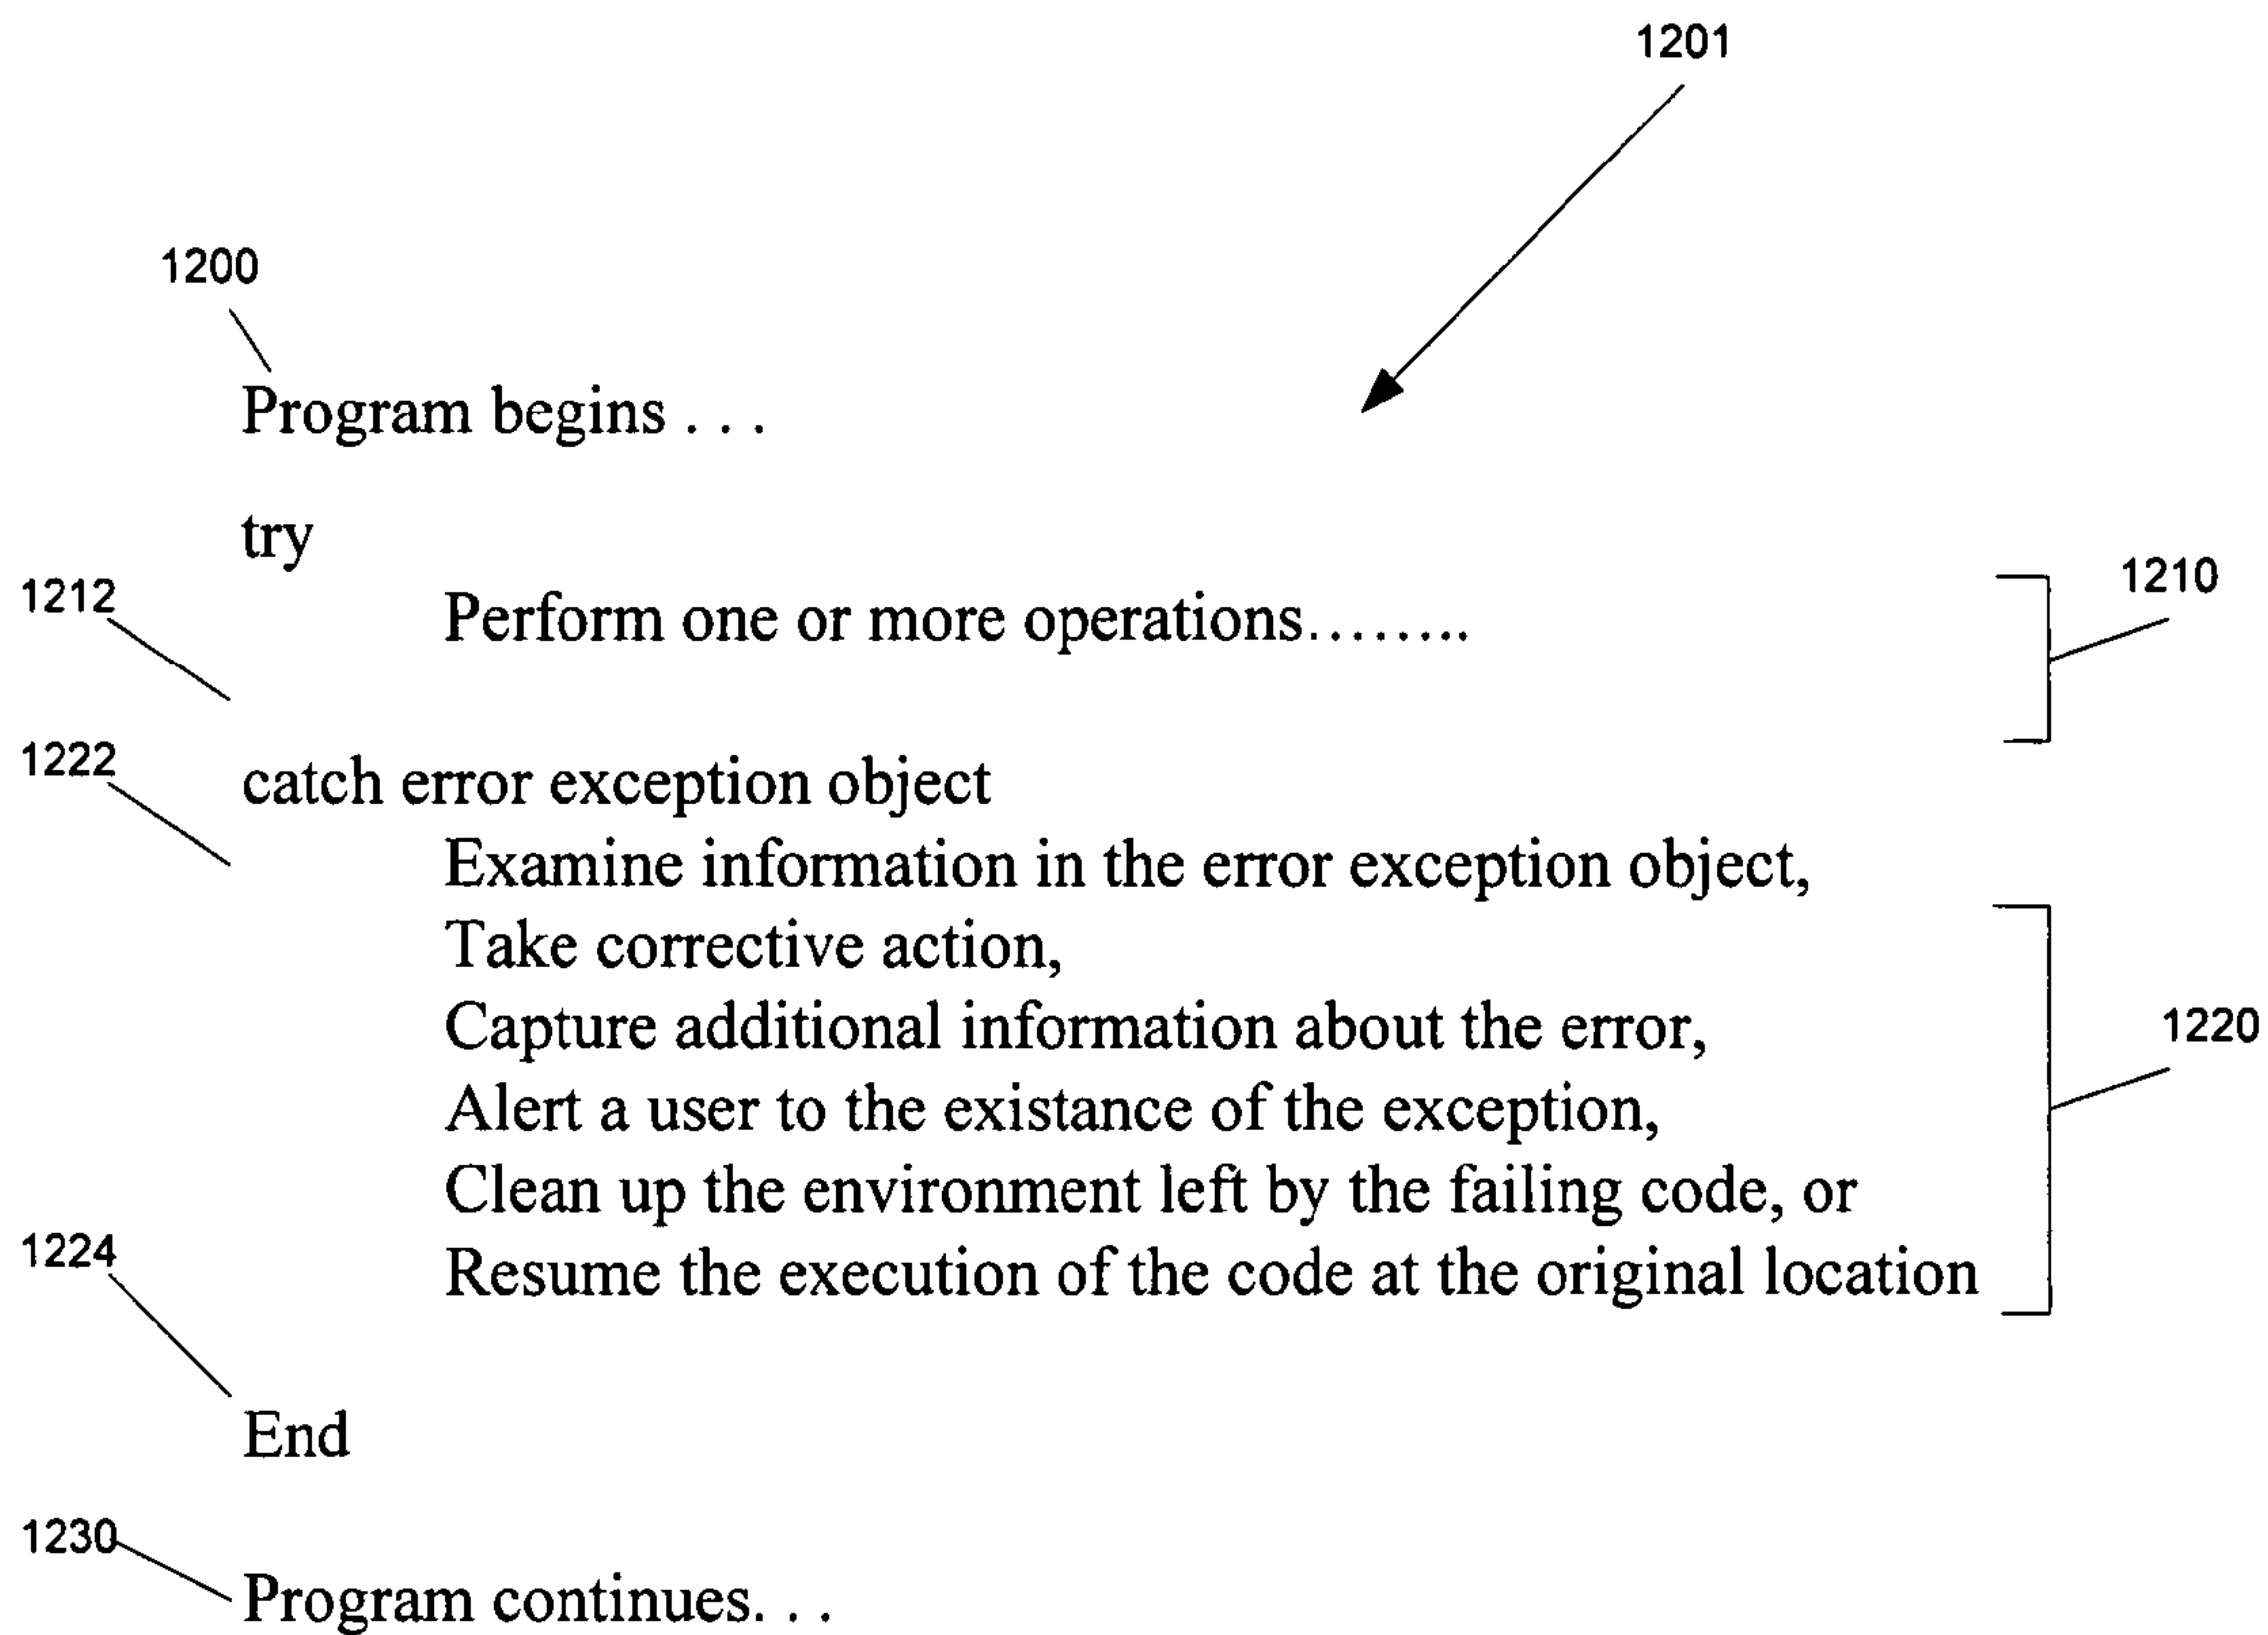 1201
1200
Program begins . . .
try
1212
1210
Perform one or more operations........
1222
catch error exception object
Examine information in the error exception object,
Take corrective action,
Capture additional information about the error,
1220
Alert a user to the existance of the exception,
Clean up the environment left by the failing code, or
1224
Resume the execution of the code at the original location
End
1230
Program continues. . .